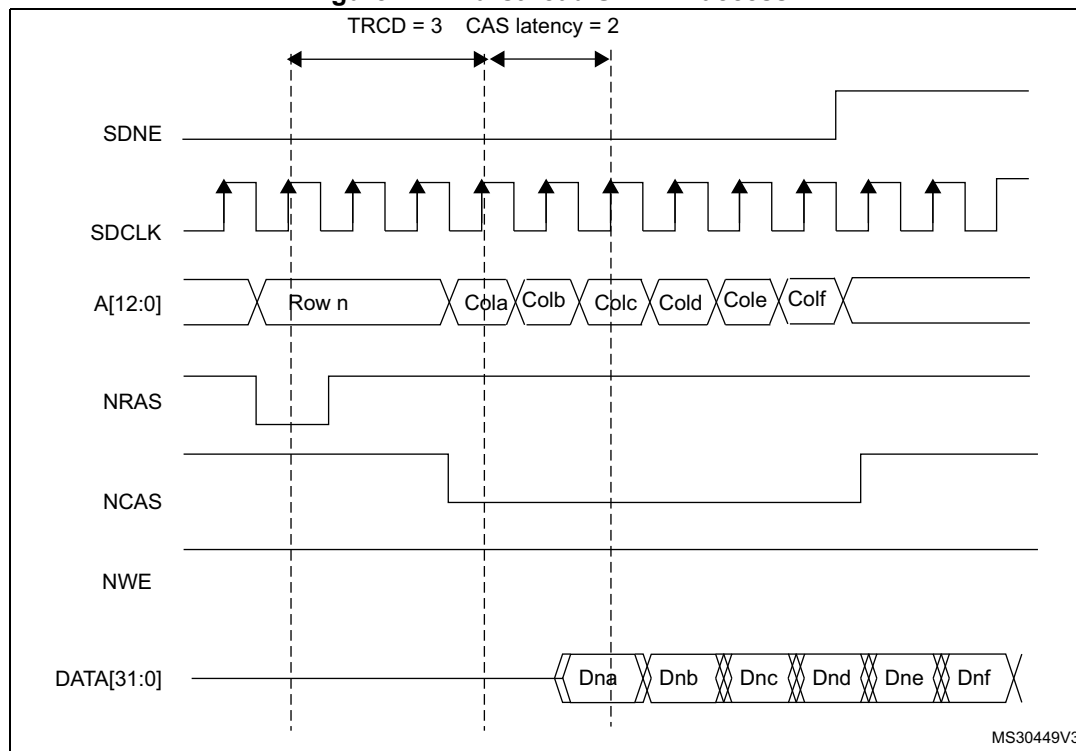 TRCD = 3 CAS latency = 2
SDNE
SDCLK
A[12:0] Row n Cola Colb Colc Cold Cole Colf
NRAS
NCAS
NWE
DATA[31:0] Dna Dnb Dnc Dnd Dne Dnf
MS30449V3